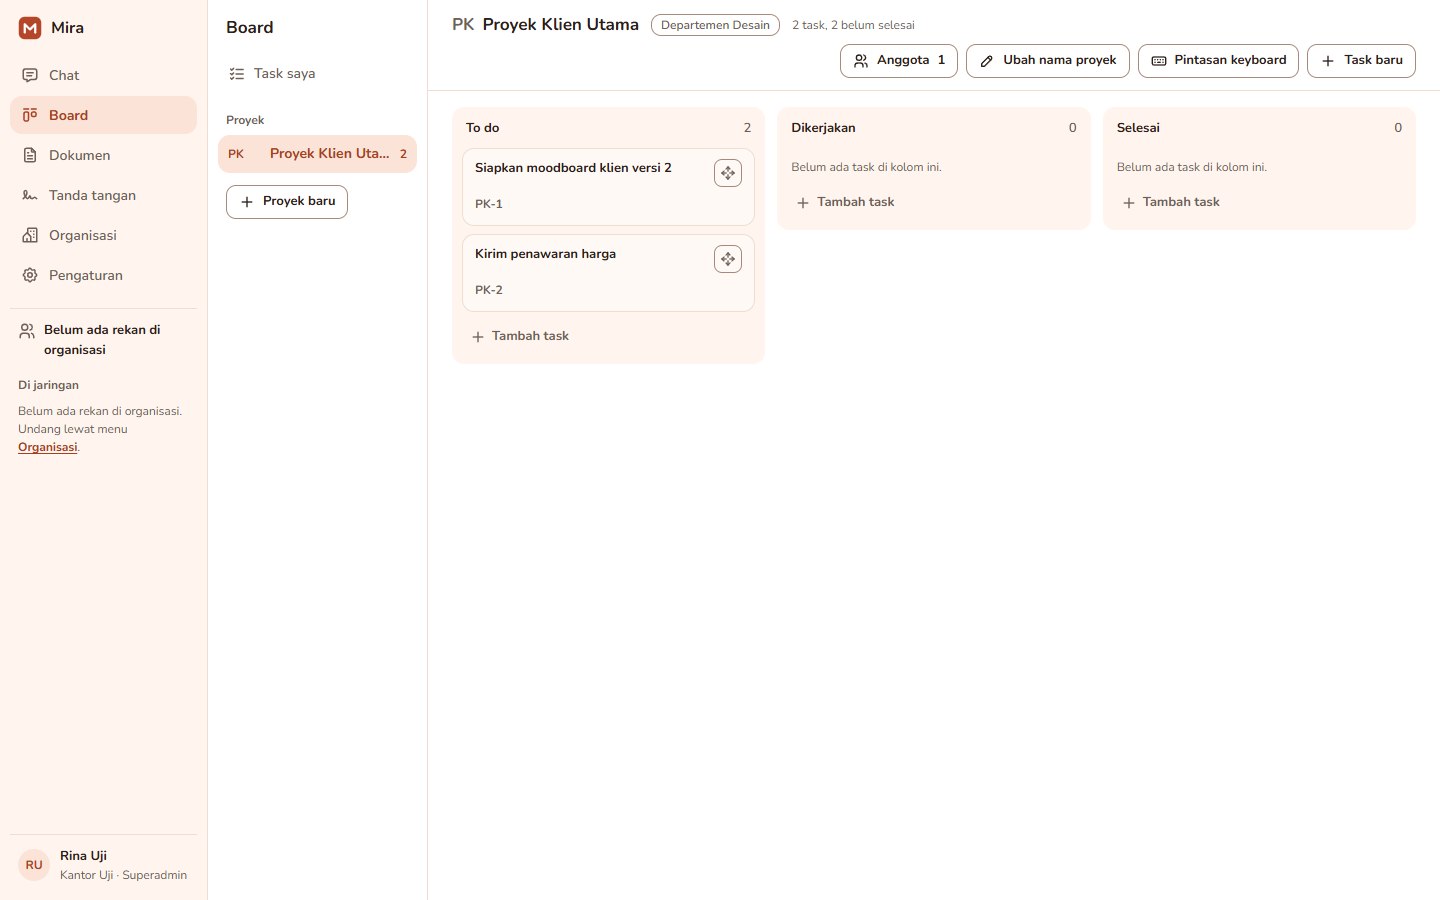 Mira
Chat
Board
Dokumen
Tanda tangan
Organisasi
Pengaturan
Belum ada rekan di
organisasi
Di jaringan
Belum ada rekan di organisasi.
Undang lewat menu
Organisasi.
RU
Rina Uji
Kantor Uji · Superadmin
Board
Task saya
Proyek
PK Proyek Klien Uta... 2
Proyek baru
PK Proyek Klien Utama Departemen Desain 2 task, 2 belum selesai
Anggota 1 Ubah nama proyek Pintasan keyboard Task baru
To do 2
Siapkan moodboard klien versi 2
PK-1
Kirim penawaran harga
PK-2
Tambah task
Dikerjakan 0
Belum ada task di kolom ini.
Tambah task
Selesai 0
Belum ada task di kolom ini.
Tambah task